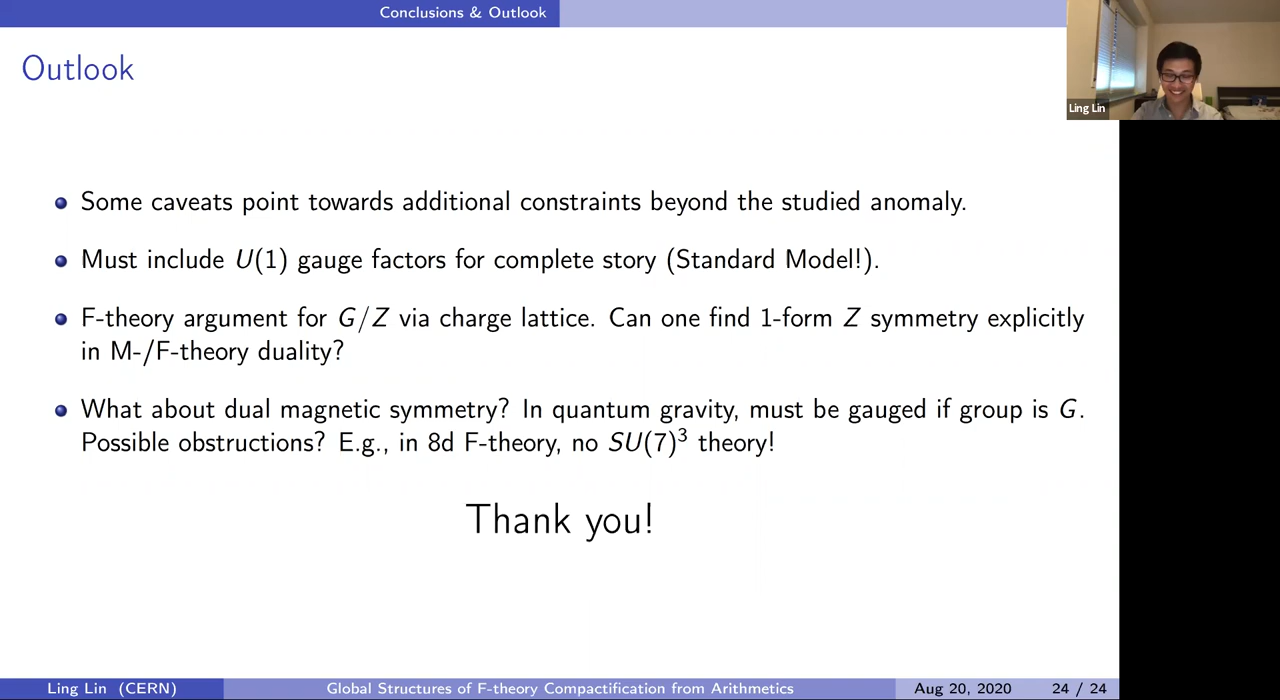 Conclusions & Outlook
Outlook
Ling Lin
Some caveats point towards additional constraints beyond the studied anomaly.
Must include U(1) gauge factors for complete story (Standard Model!).
F-theory argument for G/Z via charge lattice. Can one find 1-form Z symmetry explicitly
in M-/F-theory duality?
What about dual magnetic symmetry? In quantum gravity, must be gauged if group is G.
Possible obstructions? E.g., in 8d F-theory, no SU(7)³ theory!
Thank you!
Ling Lin (CERN)
Global Structures of F-theory Compactification from Arithmetics
Aug 20, 2020
24 / 24